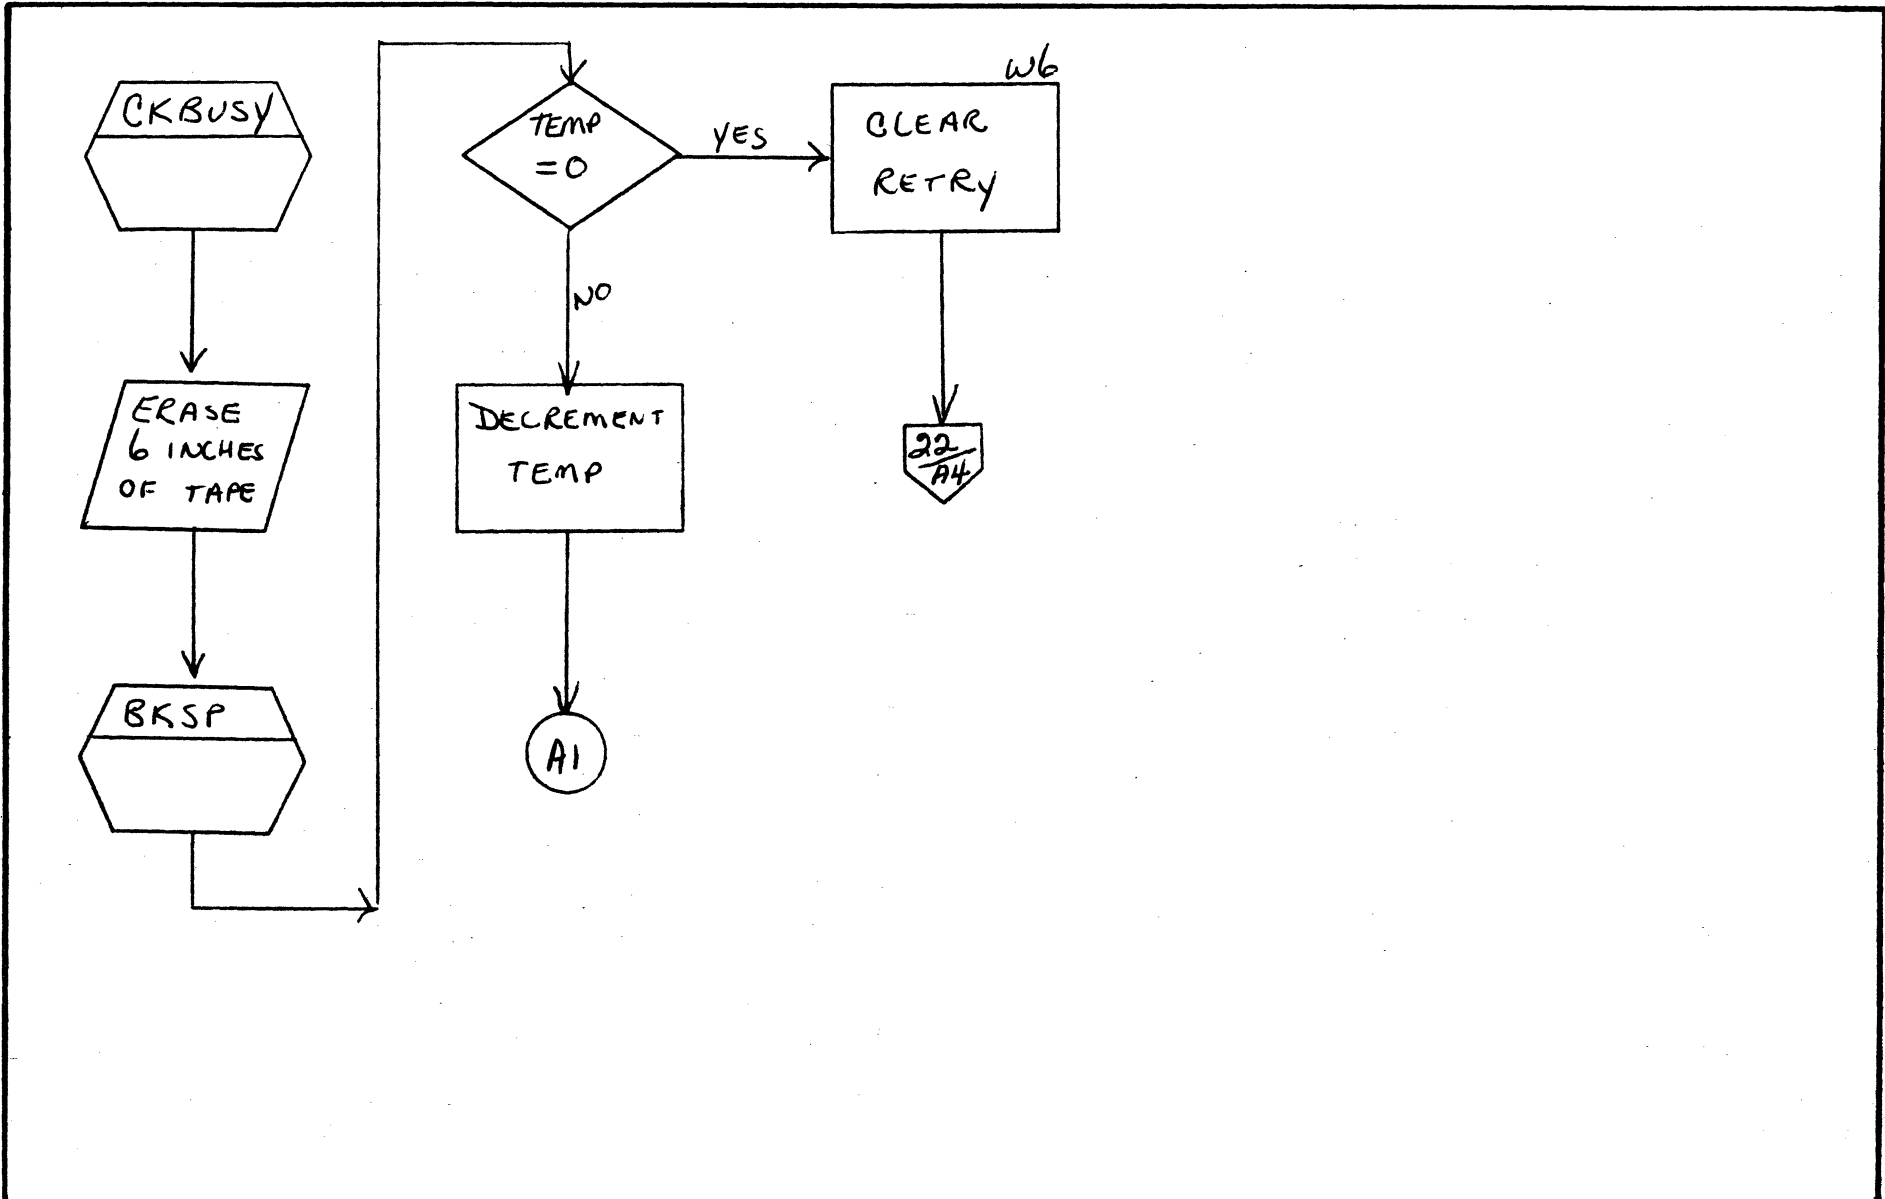 CKBUSY
ERASE
6 INCHES
OF TAPE
BKSP
TEMP
=0
YES
NO
DECREMENT
TEMP
A1
W6
CLEAR
RETRY
22/A4